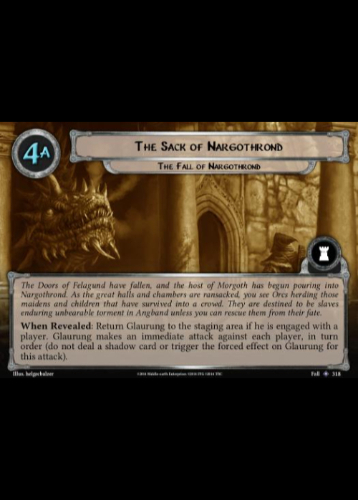 4A
The Sack of Nargothrond
The Fall of Nargothrond
The Doors of Felagund have fallen, and the host of Morgoth has begun pouring into
Nargothrond. As the great halls and chambers are ransacked, you see Orcs herding those
maidens and children that have survived into a crowd. They are destined to be slaves
enduring unbearable torment in Angband unless you can rescue them from their fate.
When Revealed: Return Glaurung to the staging area if he is engaged with a
player. Glaurung makes an immediate attack against each player, in turn
order (do not deal a shadow card or trigger the forced effect on Glaurung for
this attack).
Illus.
FoN 318